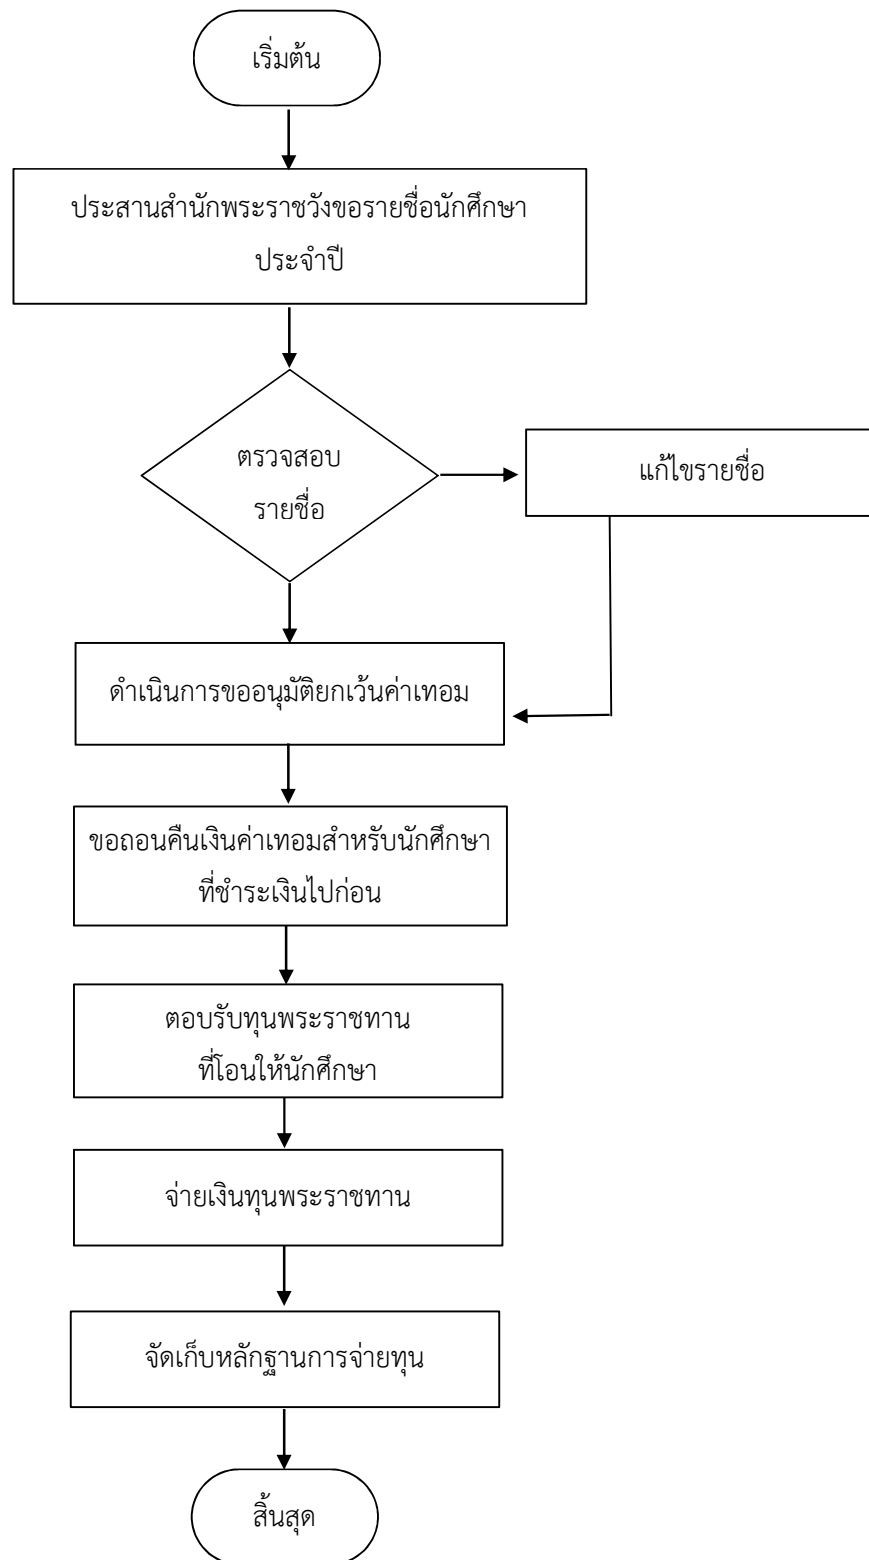 เริ่มต้น
ประสานสำนักพระราชวังขอรายชื่อนักศึกษา
ประจำปี
ตรวจสอบ
รายชื่อ
แก้ไขรายชื่อ
ดำเนินการขออนุมัติยกเว้นค่าเทอม
ขอถอนคืนเงินค่าเทอมสำหรับนักศึกษา
ที่ชำระเงินไปก่อน
ตอบรับทุนพระราชทาน
ที่โอนให้นักศึกษา
จ่ายเงินทุนพระราชทาน
จัดเก็บหลักฐานการจ่ายทุน
สิ้นสุด